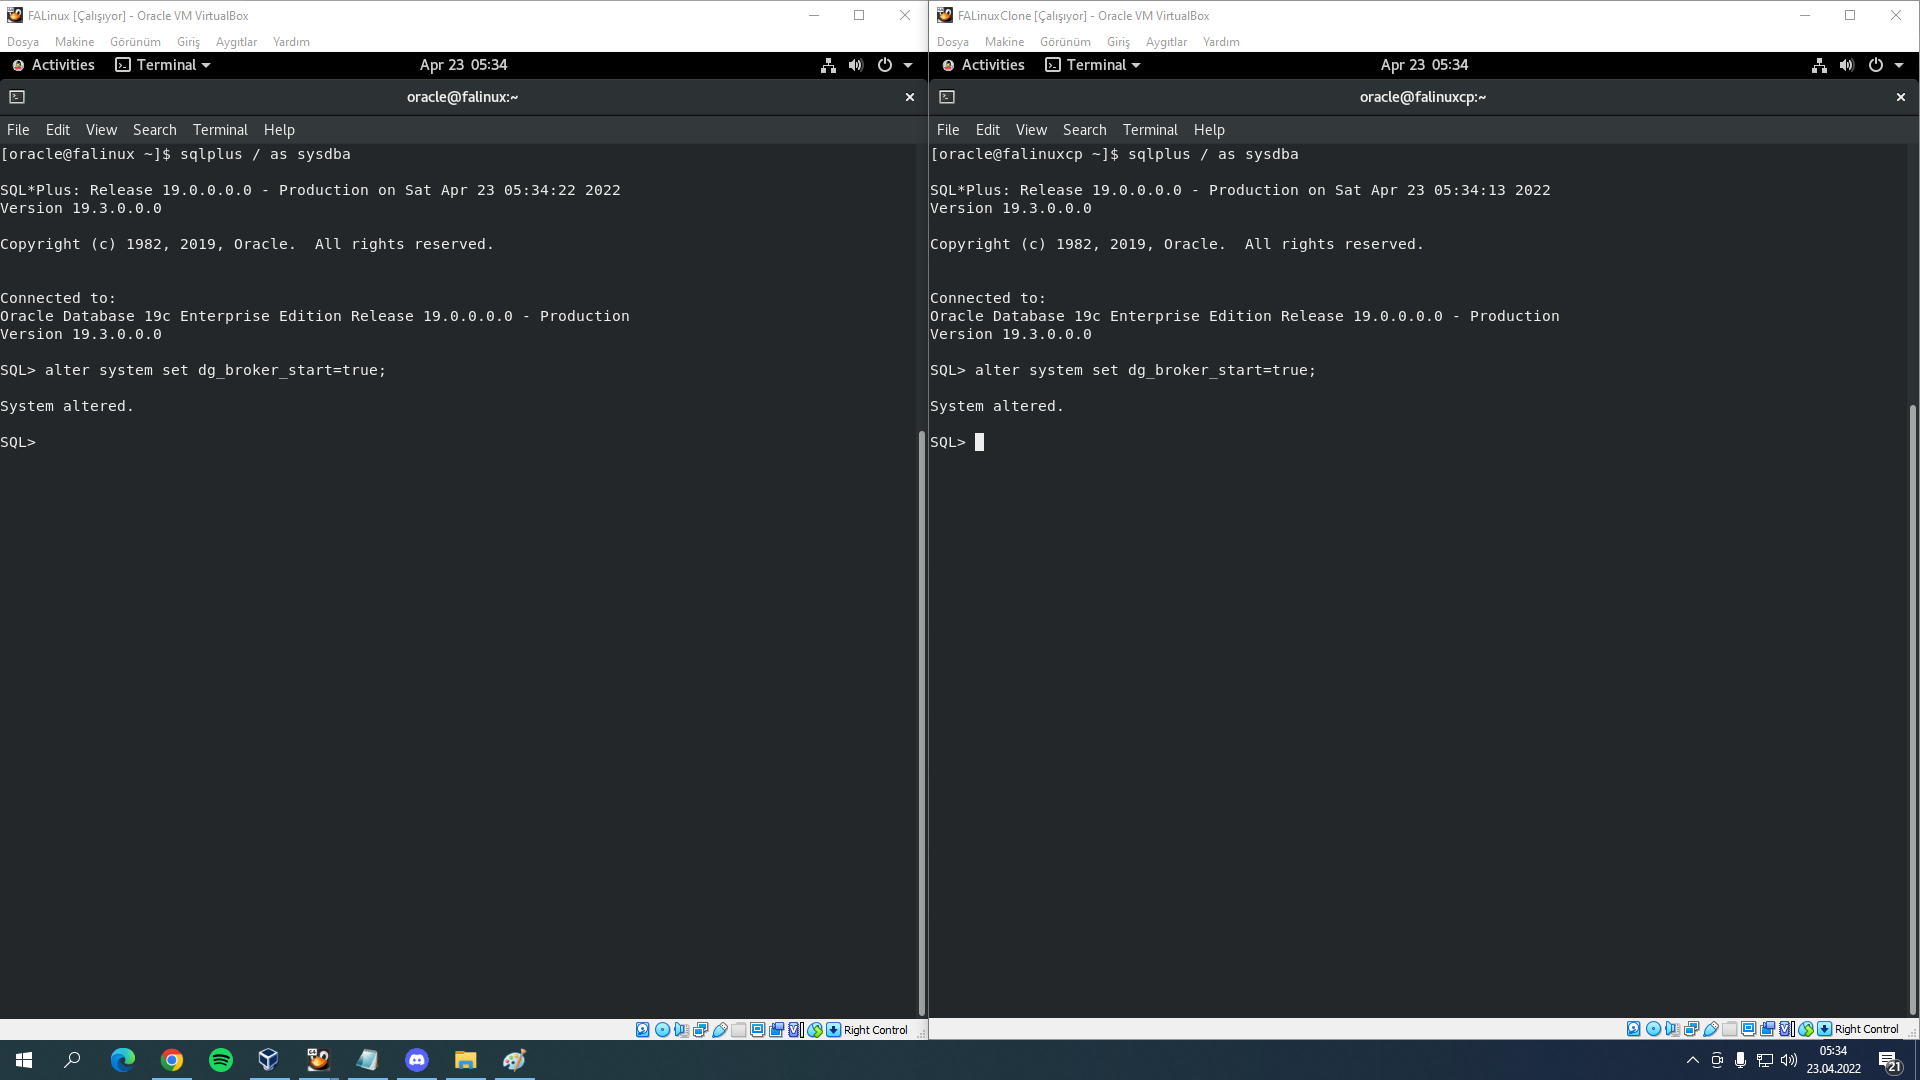 FALinux [Çalışıyor] - Oracle VM VirtualBox
Dosya Makine Görünüm Giriş Aygıtlar Yardım
Activities Terminal Apr 23 05:34
oracle@falinux:~
File Edit View Search Terminal Help
[oracle@falinux ~]$ sqlplus / as sysdba
SQL*Plus: Release 19.0.0.0.0 - Production on Sat Apr 23 05:34:22 2022
Version 19.3.0.0.0
Copyright (c) 1982, 2019, Oracle.  All rights reserved.
Connected to:
Oracle Database 19c Enterprise Edition Release 19.0.0.0.0 - Production
Version 19.3.0.0.0
SQL> alter system set dg_broker_start=true;
System altered.
SQL>
Right Control
FALinuxClone [Çalışıyor] - Oracle VM VirtualBox
Dosya Makine Görünüm Giriş Aygıtlar Yardım
Activities Terminal Apr 23 05:34
oracle@falinuxcp:~
File Edit View Search Terminal Help
[oracle@falinuxcp ~]$ sqlplus / as sysdba
SQL*Plus: Release 19.0.0.0.0 - Production on Sat Apr 23 05:34:13 2022
Version 19.3.0.0.0
Copyright (c) 1982, 2019, Oracle.  All rights reserved.
Connected to:
Oracle Database 19c Enterprise Edition Release 19.0.0.0.0 - Production
Version 19.3.0.0.0
SQL> alter system set dg_broker_start=true;
System altered.
SQL>
Right Control
05:34
23.04.2022
21